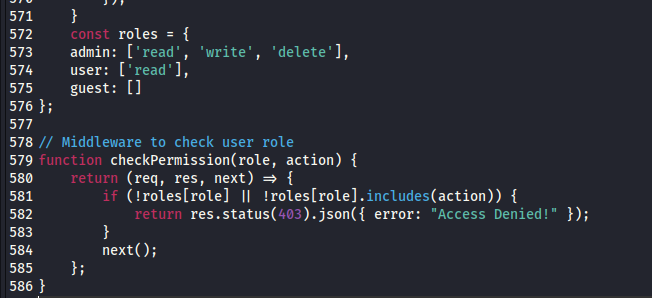 570 });
571 }
572 const roles = {
573 admin: ['read', 'write', 'delete'],
574 user: ['read'],
575 guest: []
576 };
577
578 // Middleware to check user role
579 function checkPermission(role, action) {
580 return (req, res, next) => {
581 if (!roles[role] || !roles[role].includes(action)) {
582 return res.status(403).json({ error: "Access Denied!" });
583 }
584 next();
585 };
586 }